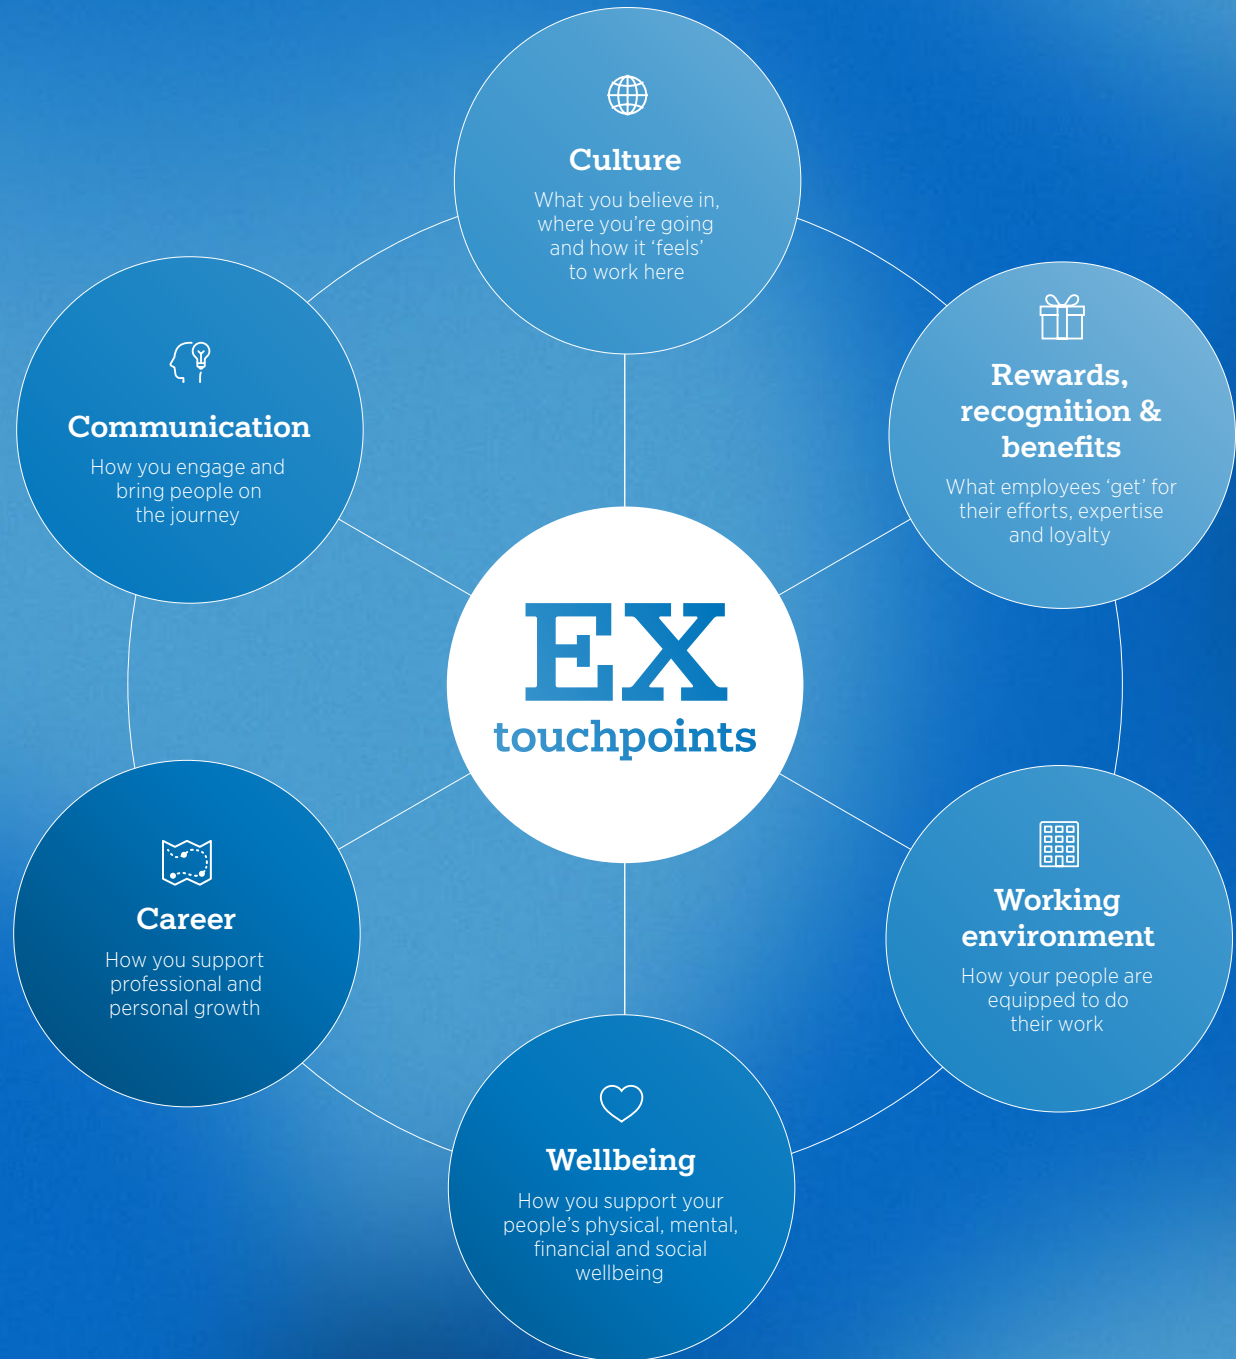 Culture
What you believe in,
where you’re going
and how it ‘feels’
to work here
Rewards,
recognition &
benefits
What employees ‘get’ for
their efforts, expertise
and loyalty
Working
environment
How your people are
equipped to do
their work
Wellbeing
How you support your
people’s physical, mental,
financial and social
wellbeing
Career
How you support
professional and
personal growth
Communication
How you engage and
bring people on
the journey
EX
touchpoints